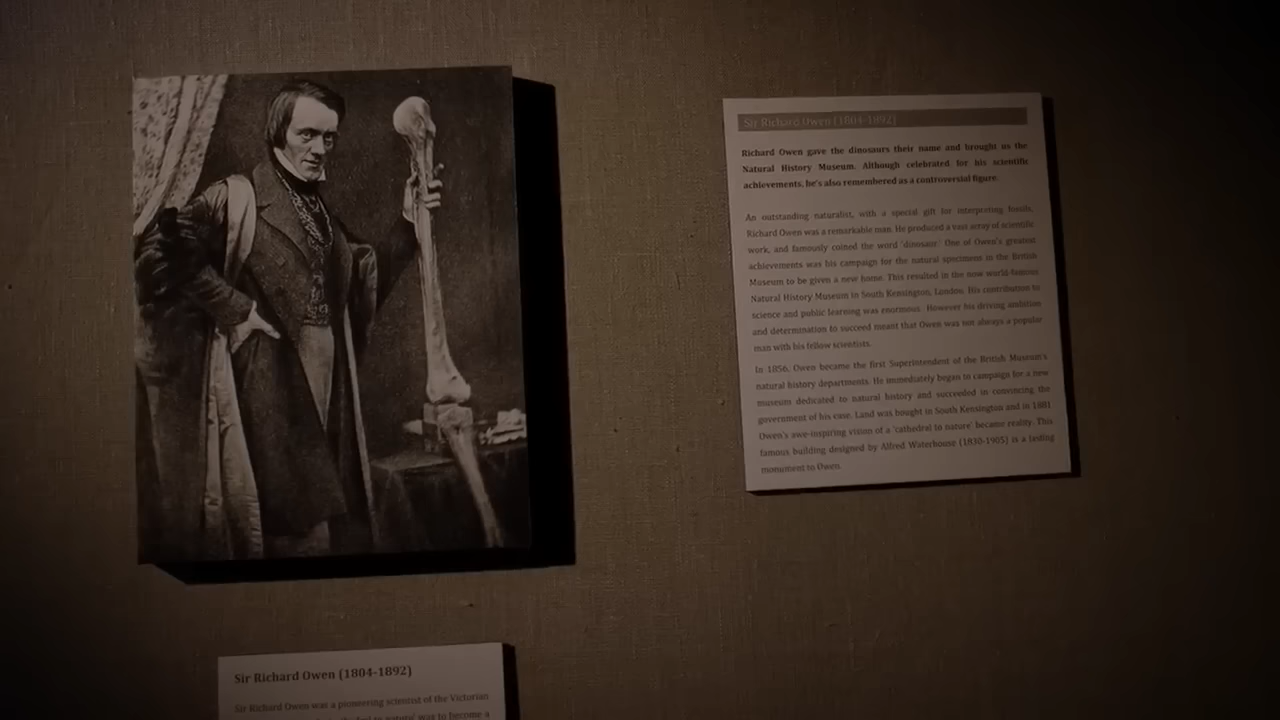 Sir Richard Owen (1804-1892)
Richard Owen gave the dinosaurs their name and brought us the
Natural History Museum. Although celebrated for his scientific
achievements, he's also remembered as a controversial figure.
An outstanding naturalist, with a special gift for interpreting fossils,
Richard Owen was a remarkable man. He produced a vast array of scientific
work, and famously coined the word 'dinosaur.' One of Owen's greatest
achievements was his campaign for the natural specimens in the British
Museum to be given a new home. This resulted in the now world-famous
Natural History Museum in South Kensington, London. His contribution to
science and public learning was enormous. However his driving ambition
and determination to succeed meant that Owen was not always a popular
man with his fellow scientists.
In 1856, Owen became the first Superintendent of the British Museum's
natural history departments. He immediately began to campaign for a new
museum dedicated to natural history and succeeded in convincing the
government of his case. Land was bought in South Kensington and in 1881
Owen's awe-inspiring vision of a 'cathedral to nature' became reality. This
famous building designed by Alfred Waterhouse (1830-1905) is a lasting
monument to Owen.
Sir Richard Owen (1804-1892)
Sir Richard Owen was a pioneering scientist of the Victorian
natural way to become a